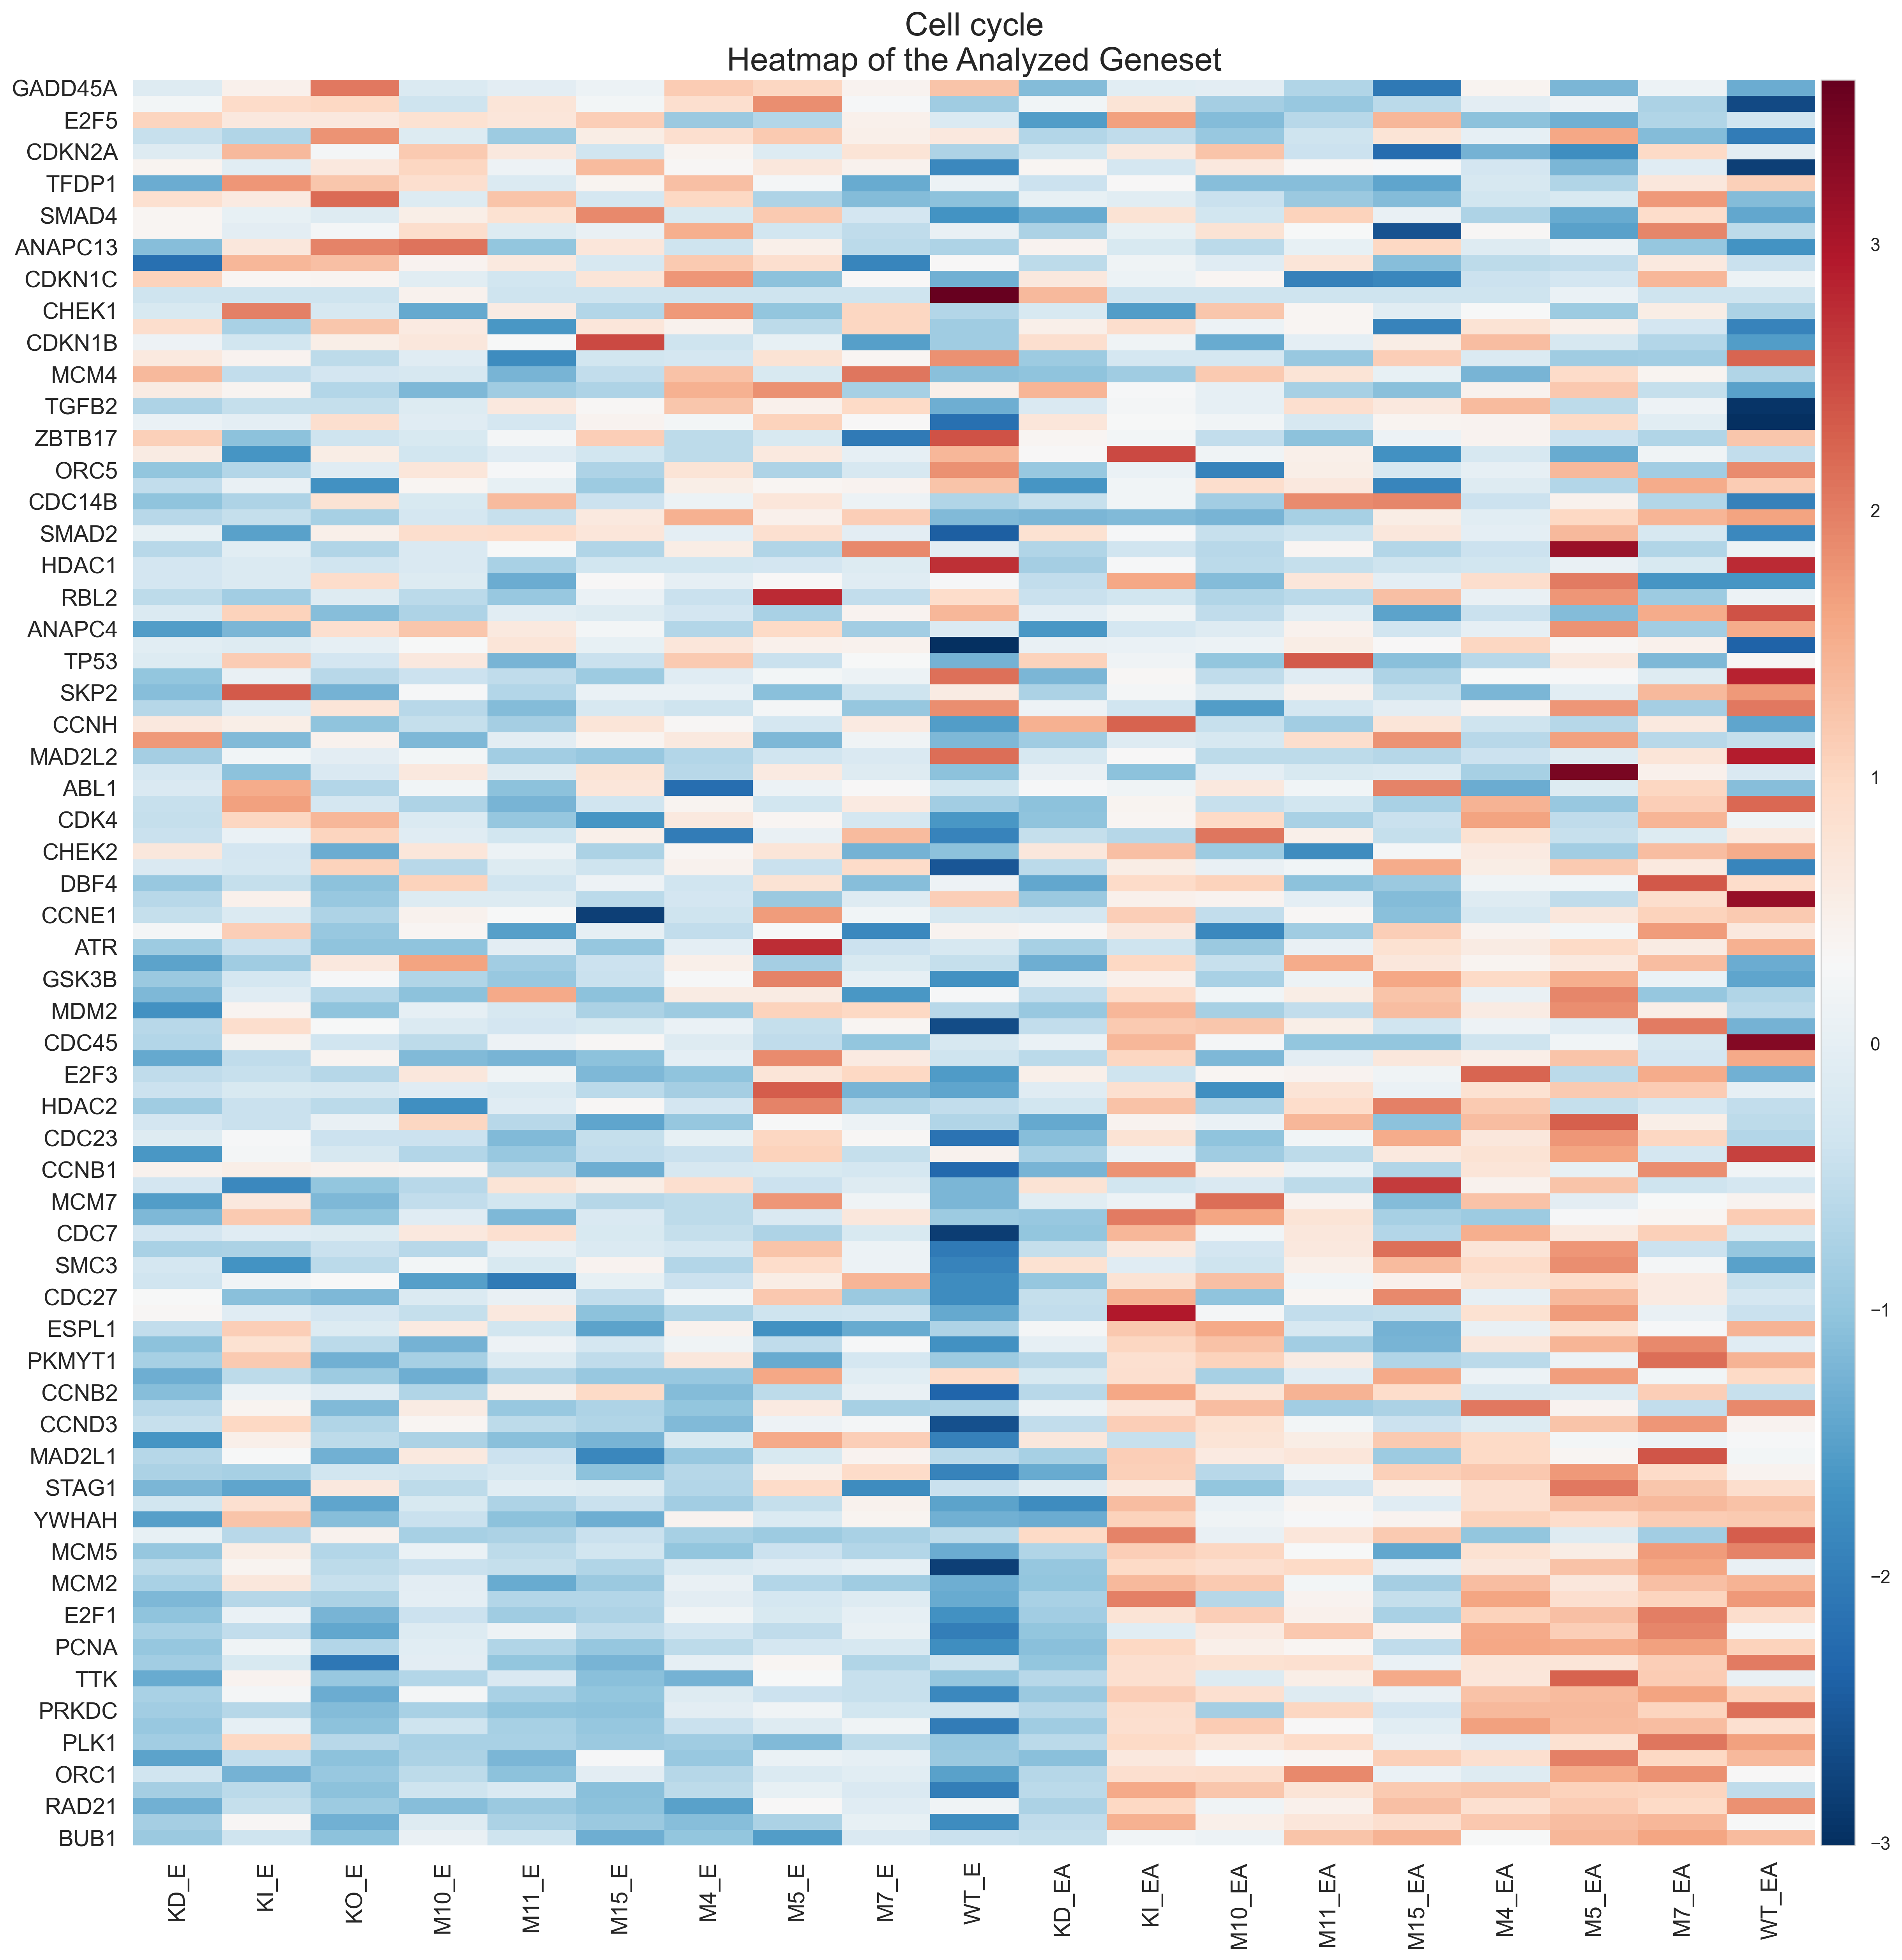 Cell cycle
Heatmap of the Analyzed Geneset
GADD45A
E2F5
CDKN2A
TFDP1
SMAD4
ANAPC13
CDKN1C
CHEK1
CDKN1B
MCM4
TGFB2
ZBTB17
ORC5
CDC14B
SMAD2
HDAC1
RBL2
ANAPC4
TP53
SKP2
CCNH
MAD2L2
ABL1
CDK4
CHEK2
DBF4
CCNE1
ATR
GSK3B
MDM2
CDC45
E2F3
HDAC2
CDC23
CCNB1
MCM7
CDC7
SMC3
CDC27
ESPL1
PKMYT1
CCNB2
CCND3
MAD2L1
STAG1
YWHAH
MCM5
MCM2
E2F1
PCNA
TTK
PRKDC
PLK1
ORC1
RAD21
BUB1
3
2
1
0
−1
−2
−3
KD_E
KI_E
KO_E
M10_E
M11_E
M15_E
M4_E
M5_E
M7_E
WT_E
KD_EA
KI_EA
M10_EA
M11_EA
M15_EA
M4_EA
M5_EA
M7_EA
WT_EA